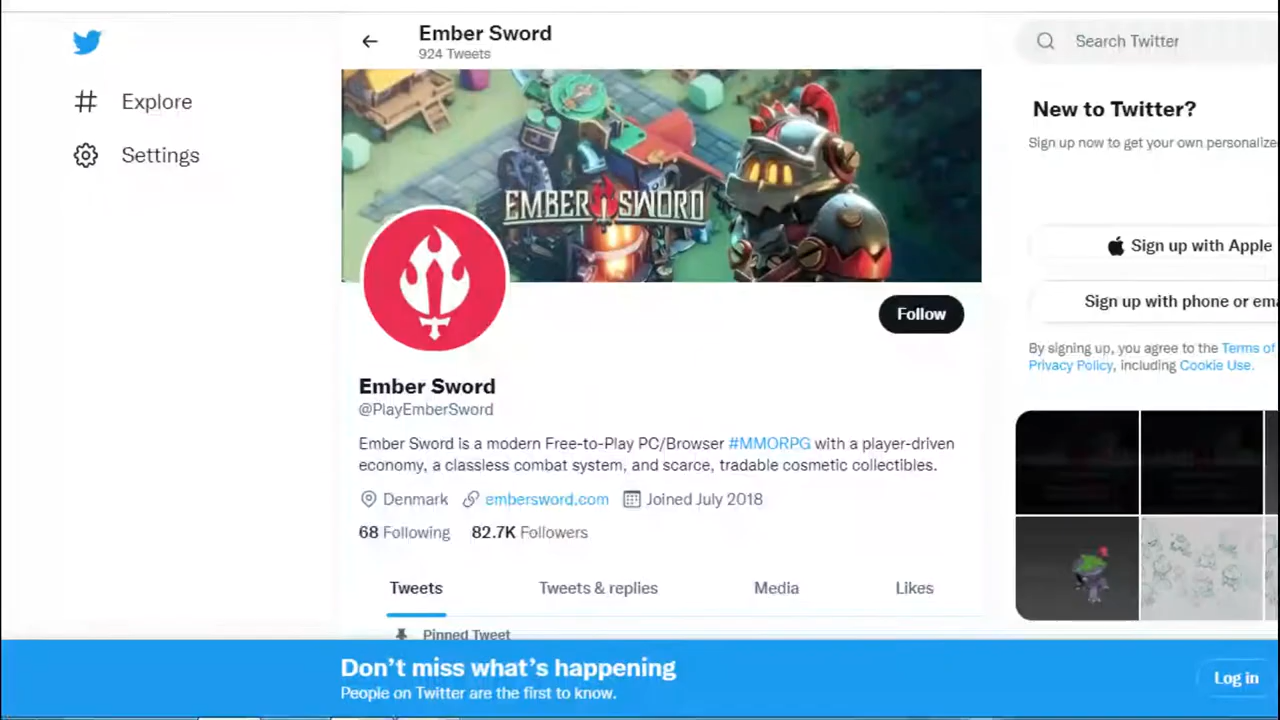 Ember Sword
924 Tweets
Search Twitter
Explore
Settings
EMBER SWORD
New to Twitter?
Sign up now to get your own personalize
Sign up with Apple
Follow
Sign up with phone or ema
By signing up, you agree to the Terms of
Privacy Policy, including Cookie Use.
Ember Sword
@PlayEmberSword
Ember Sword is a modern Free-to-Play PC/Browser #MMORPG with a player-driven
economy, a classless combat system, and scarce, tradable cosmetic collectibles.
Denmark embersword.com Joined July 2018
68 Following 82.7K Followers
Tweets Tweets & replies Media Likes
Pinned Tweet
Don't miss what's happening
People on Twitter are the first to know.
Log in